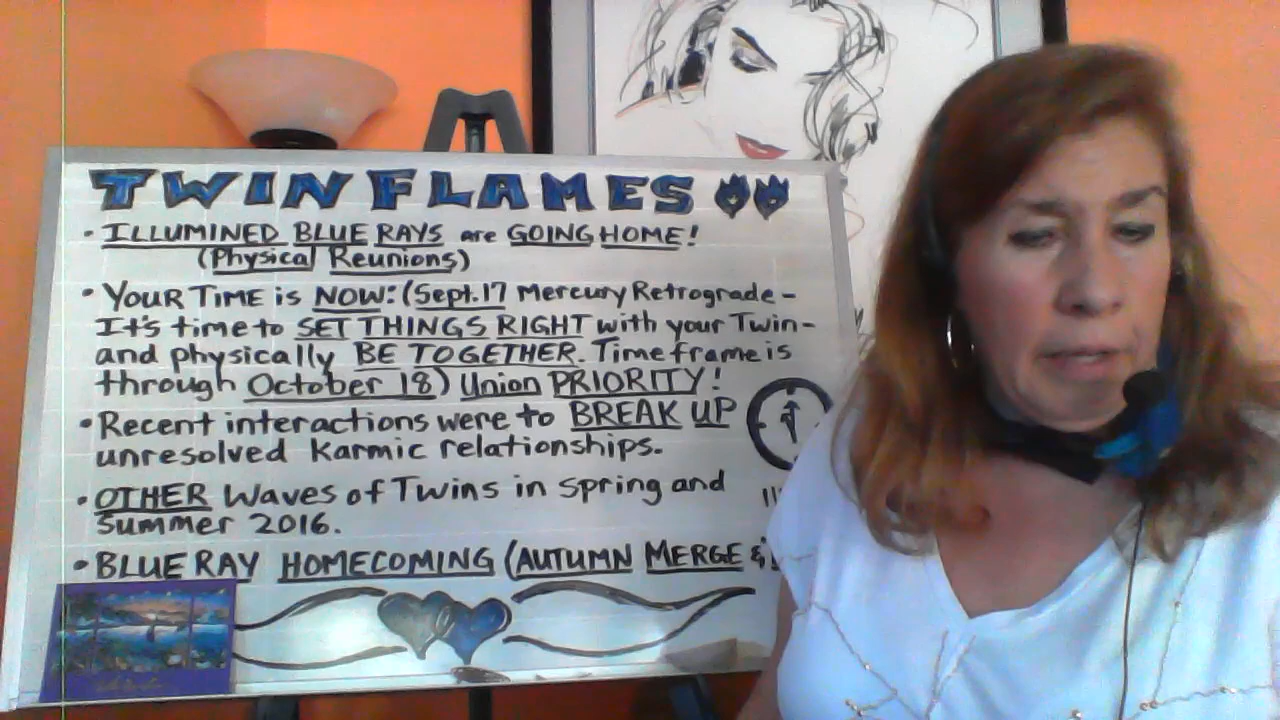 TWIN FLAMES
• ILLUMINED BLUE RAYS are GOING HOME!
(Physical Reunions)
• YOUR TIME is NOW: (Sept. 17 Mercury Retrograde -
It's time to SET THINGS RIGHT with your Twin -
and physically BE TOGETHER. Time frame is
through October 18) Union PRIORITY!
• Recent interactions were to BREAK UP
unresolved Karmic relationships.
• OTHER Waves of Twins in Spring and
Summer 2016.
• BLUE RAY HOMECOMING (AUTUMN MERGE &